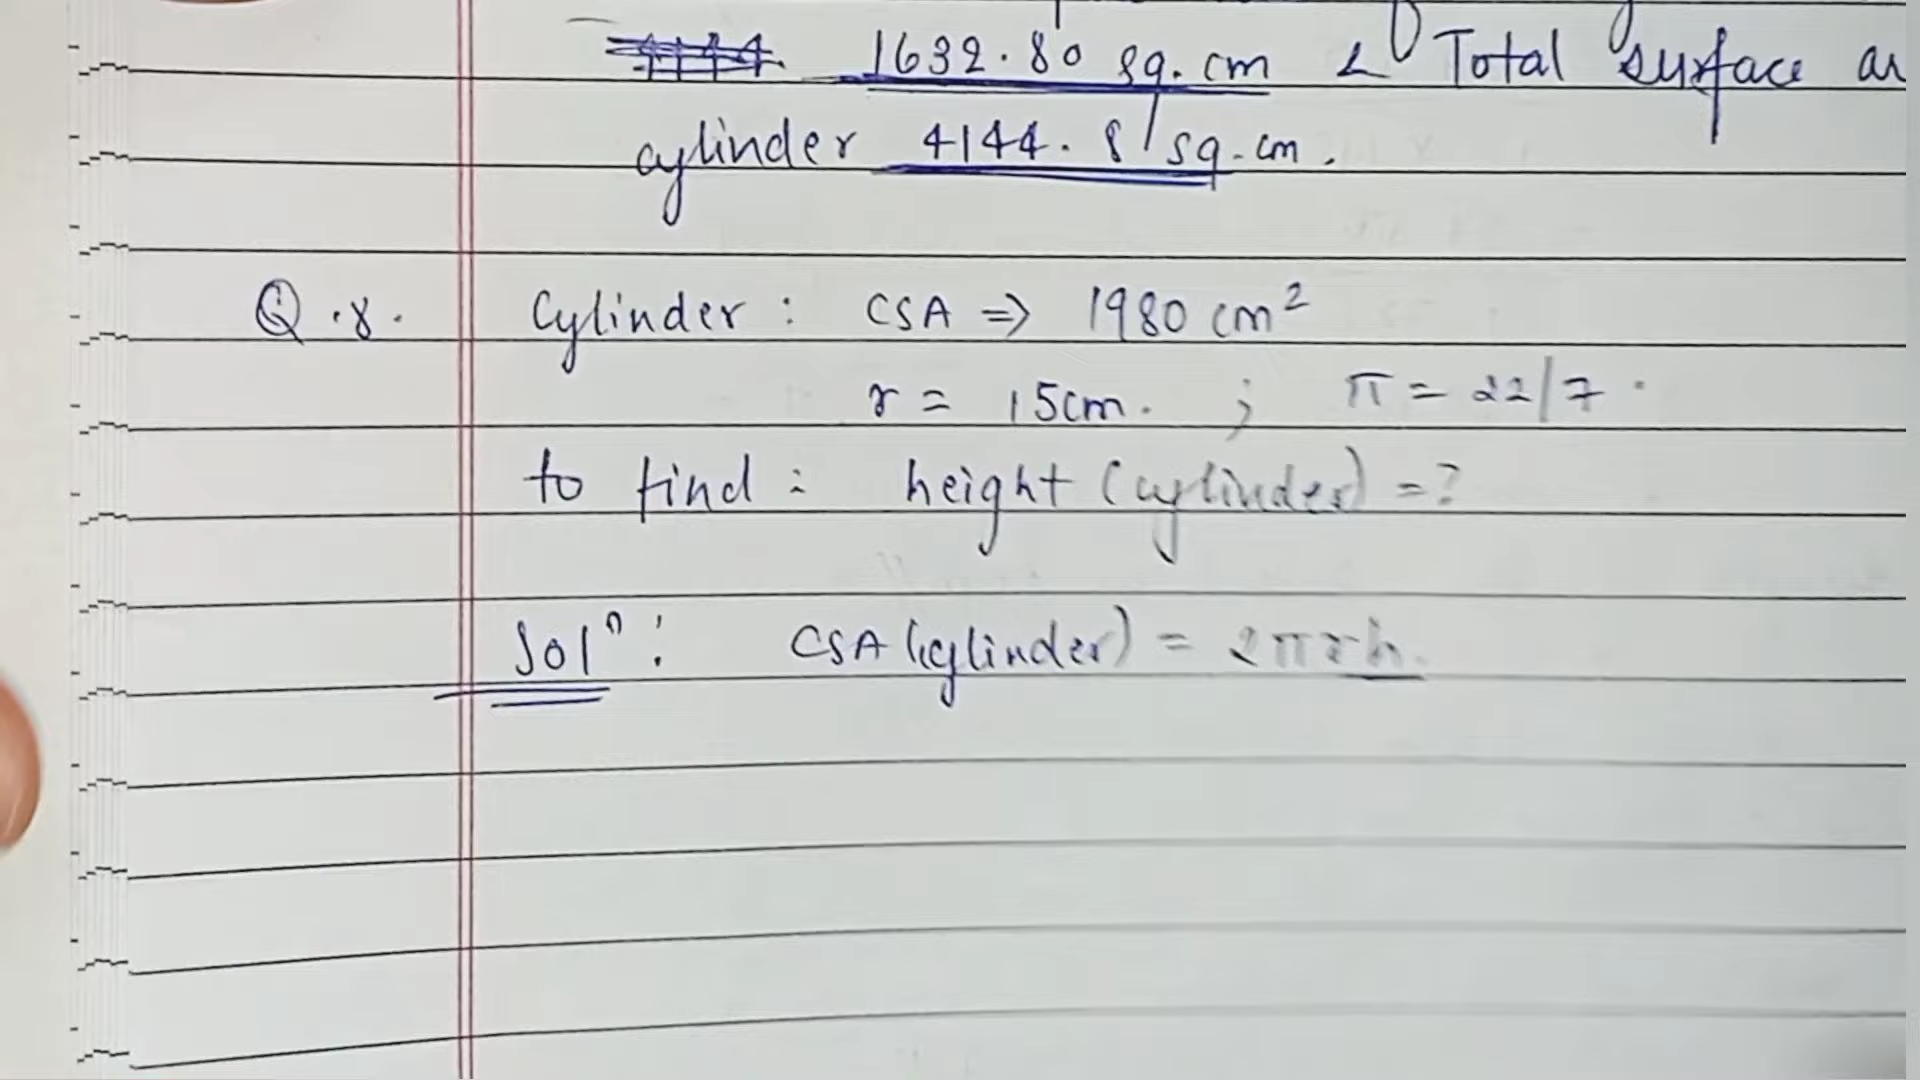 1632.80 sq.cm & Total surface ar
cylinder 4144.8 sq.cm.
Q.8. Cylinder : CSA => 1980 cm²
r = 15cm. ; π = 22/7.
to find : height (cylinder) = ?
Solⁿ : CSA (cylinder) = 2πrh.